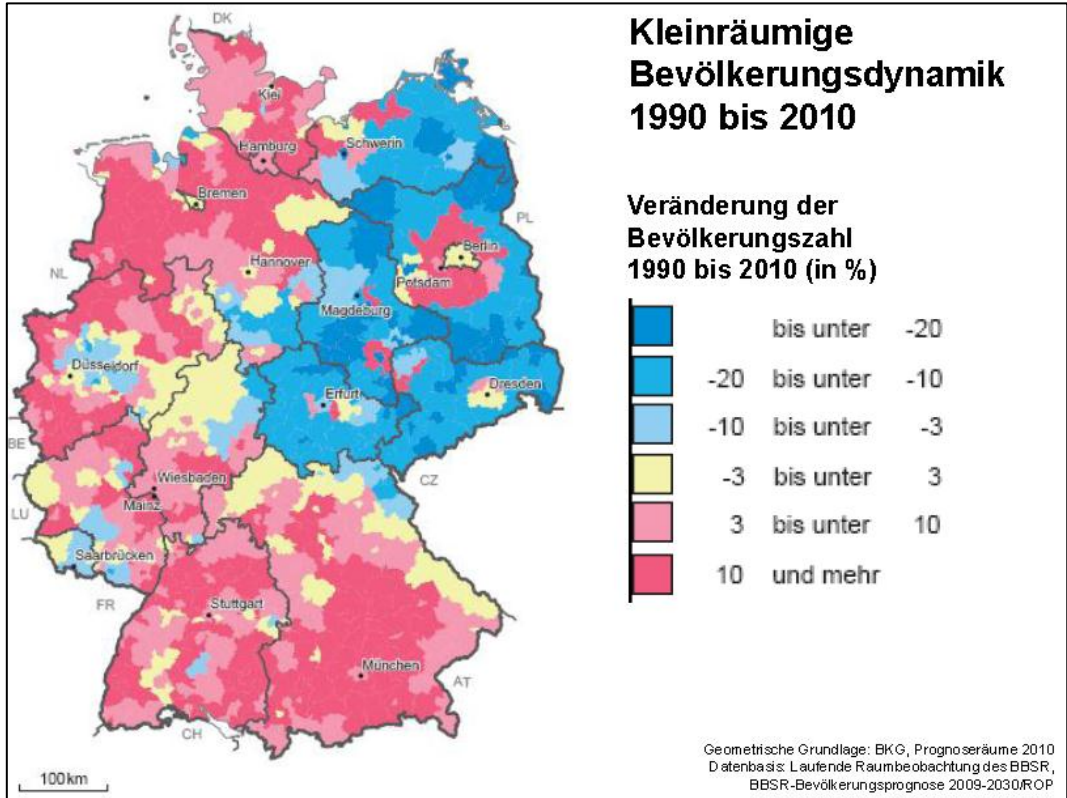 Kleinräumige
Bevölkerungsdynamik
1990 bis 2010
Veränderung der
Bevölkerungszahl
1990 bis 2010 (in %)
bis unter -20
-20 bis unter -10
-10 bis unter -3
-3 bis unter 3
3 bis unter 10
10 und mehr
DK
Kiel
Schwerin
Hamburg
Bremen
PL
Berlin
Hannover
NL
Potsdam
Magdeburg
Düsseldorf
Dresden
Erfurt
BE
Wiesbaden
CZ
Mainz
LU
Saarbrücken
FR
Stuttgart
München
AT
CH
100 km
Geometrische Grundlage: BKG, Prognoseräume 2010
Datenbasis: Laufende Raumbeobachtung des BBSR,
BBSR-Bevölkerungsprognose 2009-2030/ROP